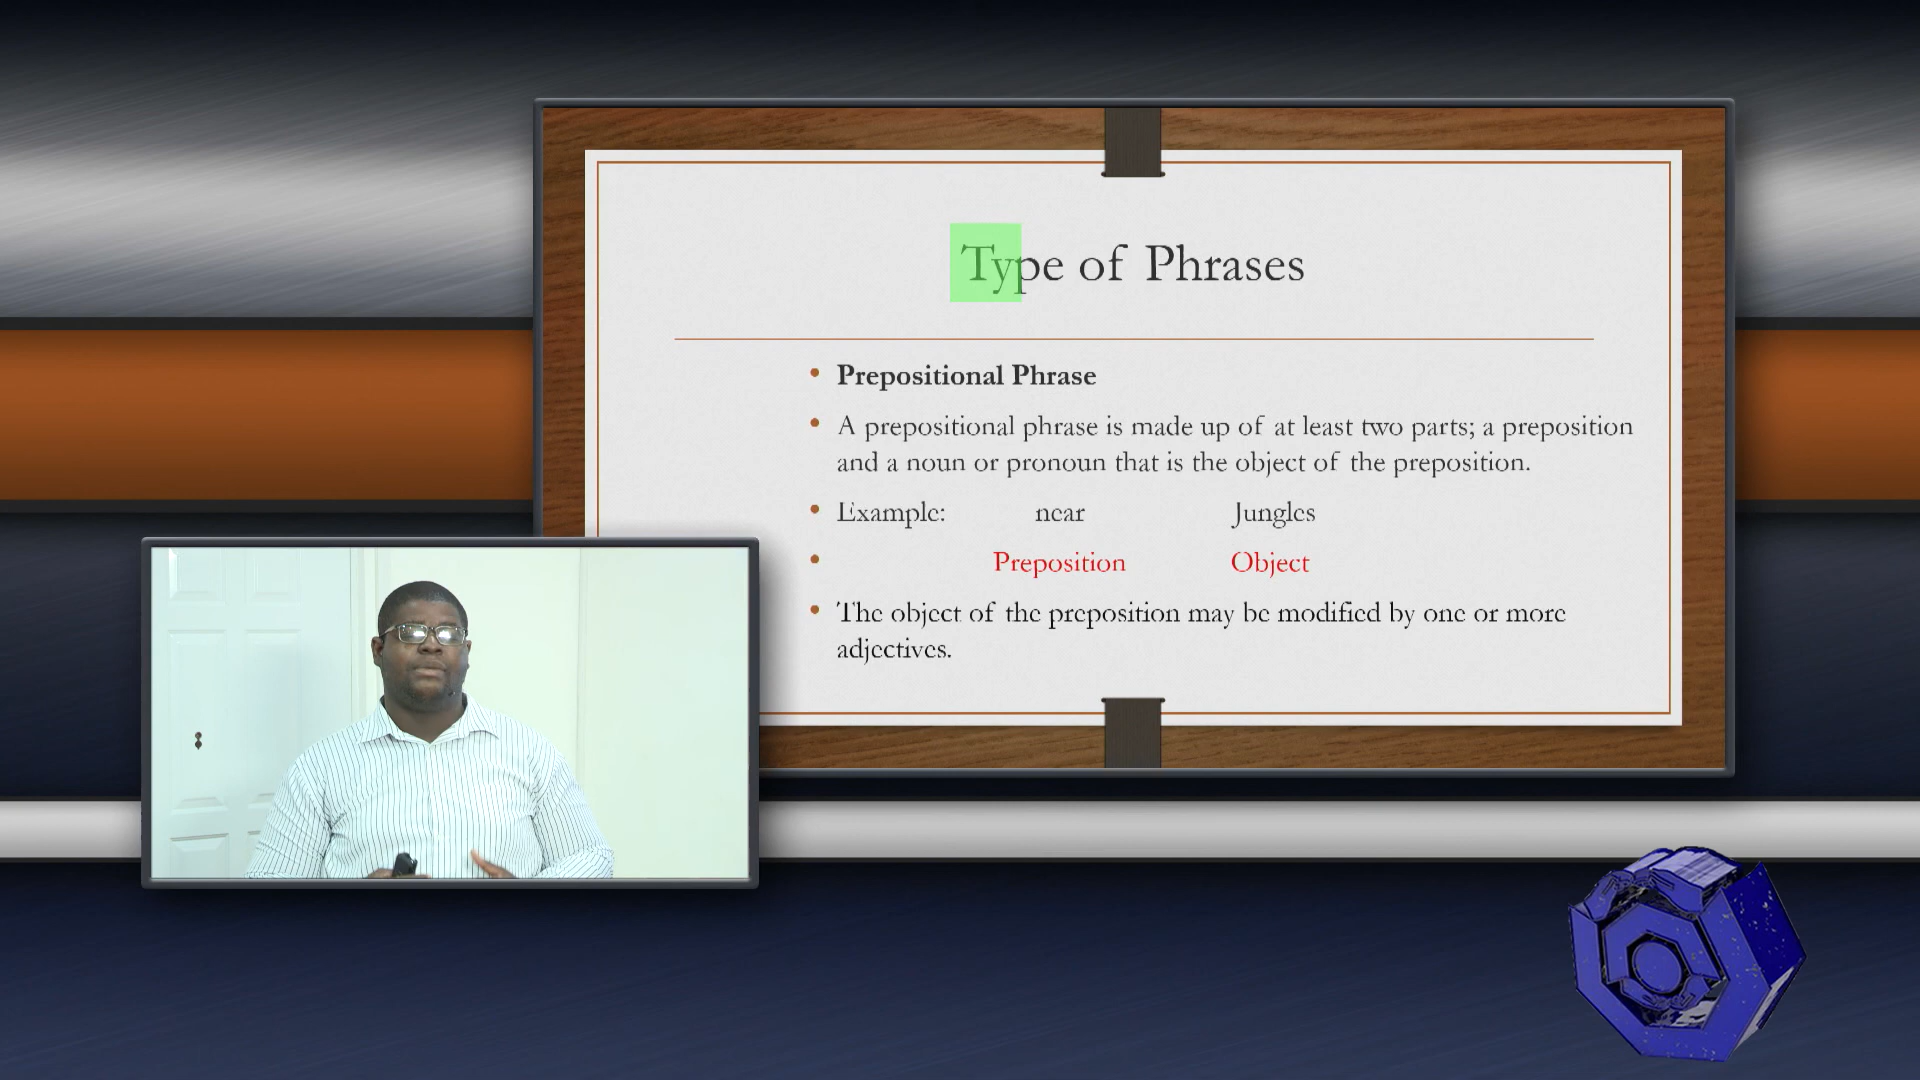 Type of Phrases
Prepositional Phrase
A prepositional phrase is made up of at least two parts; a preposition
and a noun or pronoun that is the object of the preposition.
Example: near Jungles
Preposition Object
The object of the preposition may be modified by one or more
adjectives.